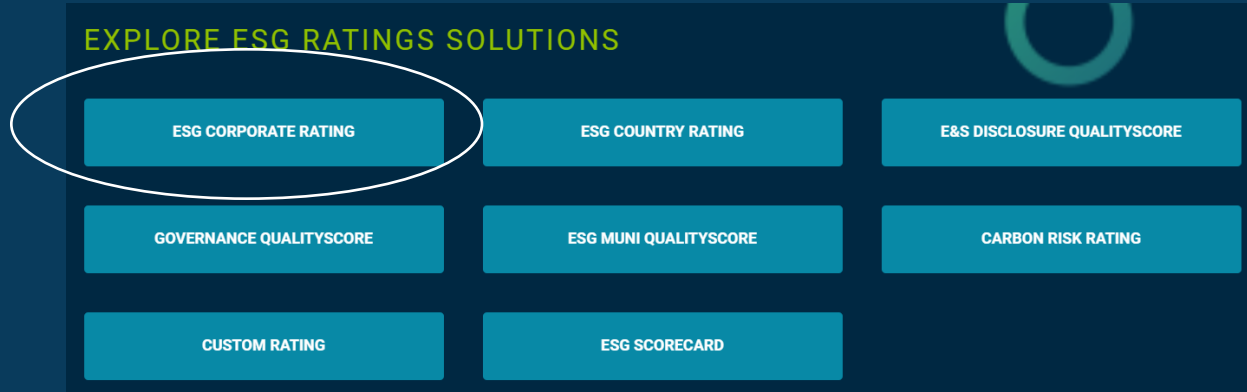 EXPLORE ESG RATINGS SOLUTIONS
ESG CORPORATE RATING
ESG COUNTRY RATING
E&S DISCLOSURE QUALITYSCORE
GOVERNANCE QUALITYSCORE
ESG MUNI QUALITYSCORE
CARBON RISK RATING
CUSTOM RATING
ESG SCORECARD